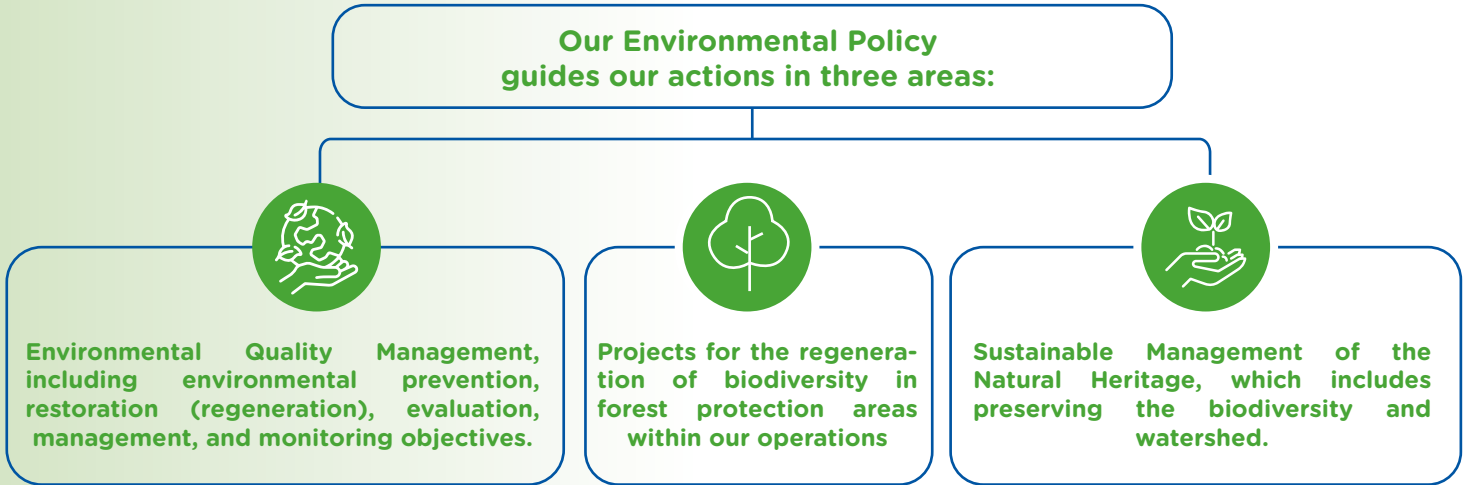 Our Environmental Policy
guides our actions in three areas:
Environmental Quality Management,
including environmental prevention,
restoration (regeneration), evaluation,
management, and monitoring objectives.
Projects for the regenera-
tion of biodiversity in
forest protection areas
within our operations
Sustainable Management of the
Natural Heritage, which includes
preserving the biodiversity and
watershed.